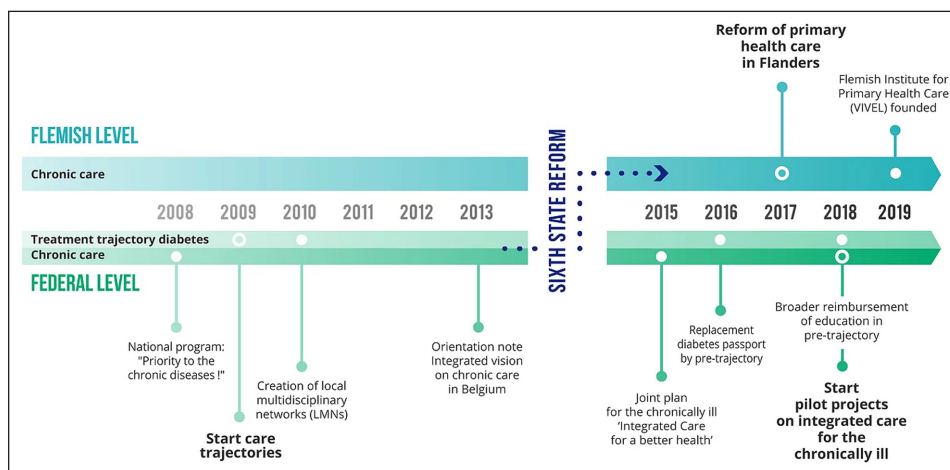 Reform of primary
health care
in Flanders
Flemish Institute for
Primary Health Care
(VIVEL) founded
FLEMISH LEVEL
Chronic care
SIXTH STATE REFORM
2008 2009 2010 2011 2012 2013 2015 2016 2017 2018 2019
Treatment trajectory diabetes
Chronic care
FEDERAL LEVEL
National program:
"Priority to the
chronic diseases !"
Start care
trajectories
Creation of local
multidisciplinary
networks (LMNs)
Orientation note
Integrated vision
on chronic care
in Belgium
Joint plan
for the chronically ill
'Integrated Care
for a better health'
Replacement
diabetes passport
by pre-trajectory
Broader reimbursement
of education in
pre-trajectory
Start
pilot projects
on integrated care
for the
chronically ill